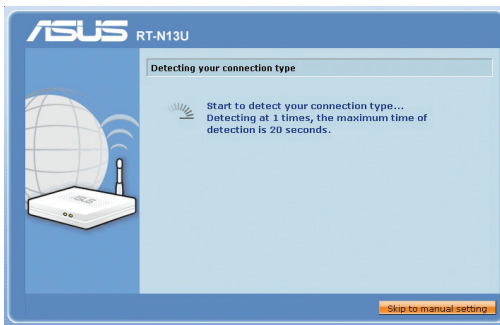 ASUS RT-N13U
Detecting your connection type
Start to detect your connection type...
Detecting at 1 times, the maximum time of
detection is 20 seconds.
ASUS
Skip to manual setting